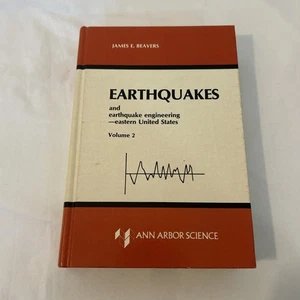 JAMES E. BEAVERS
EARTHQUAKES
and
earthquake engineering
—eastern United States
Volume 2
ANN ARBOR SCIENCE